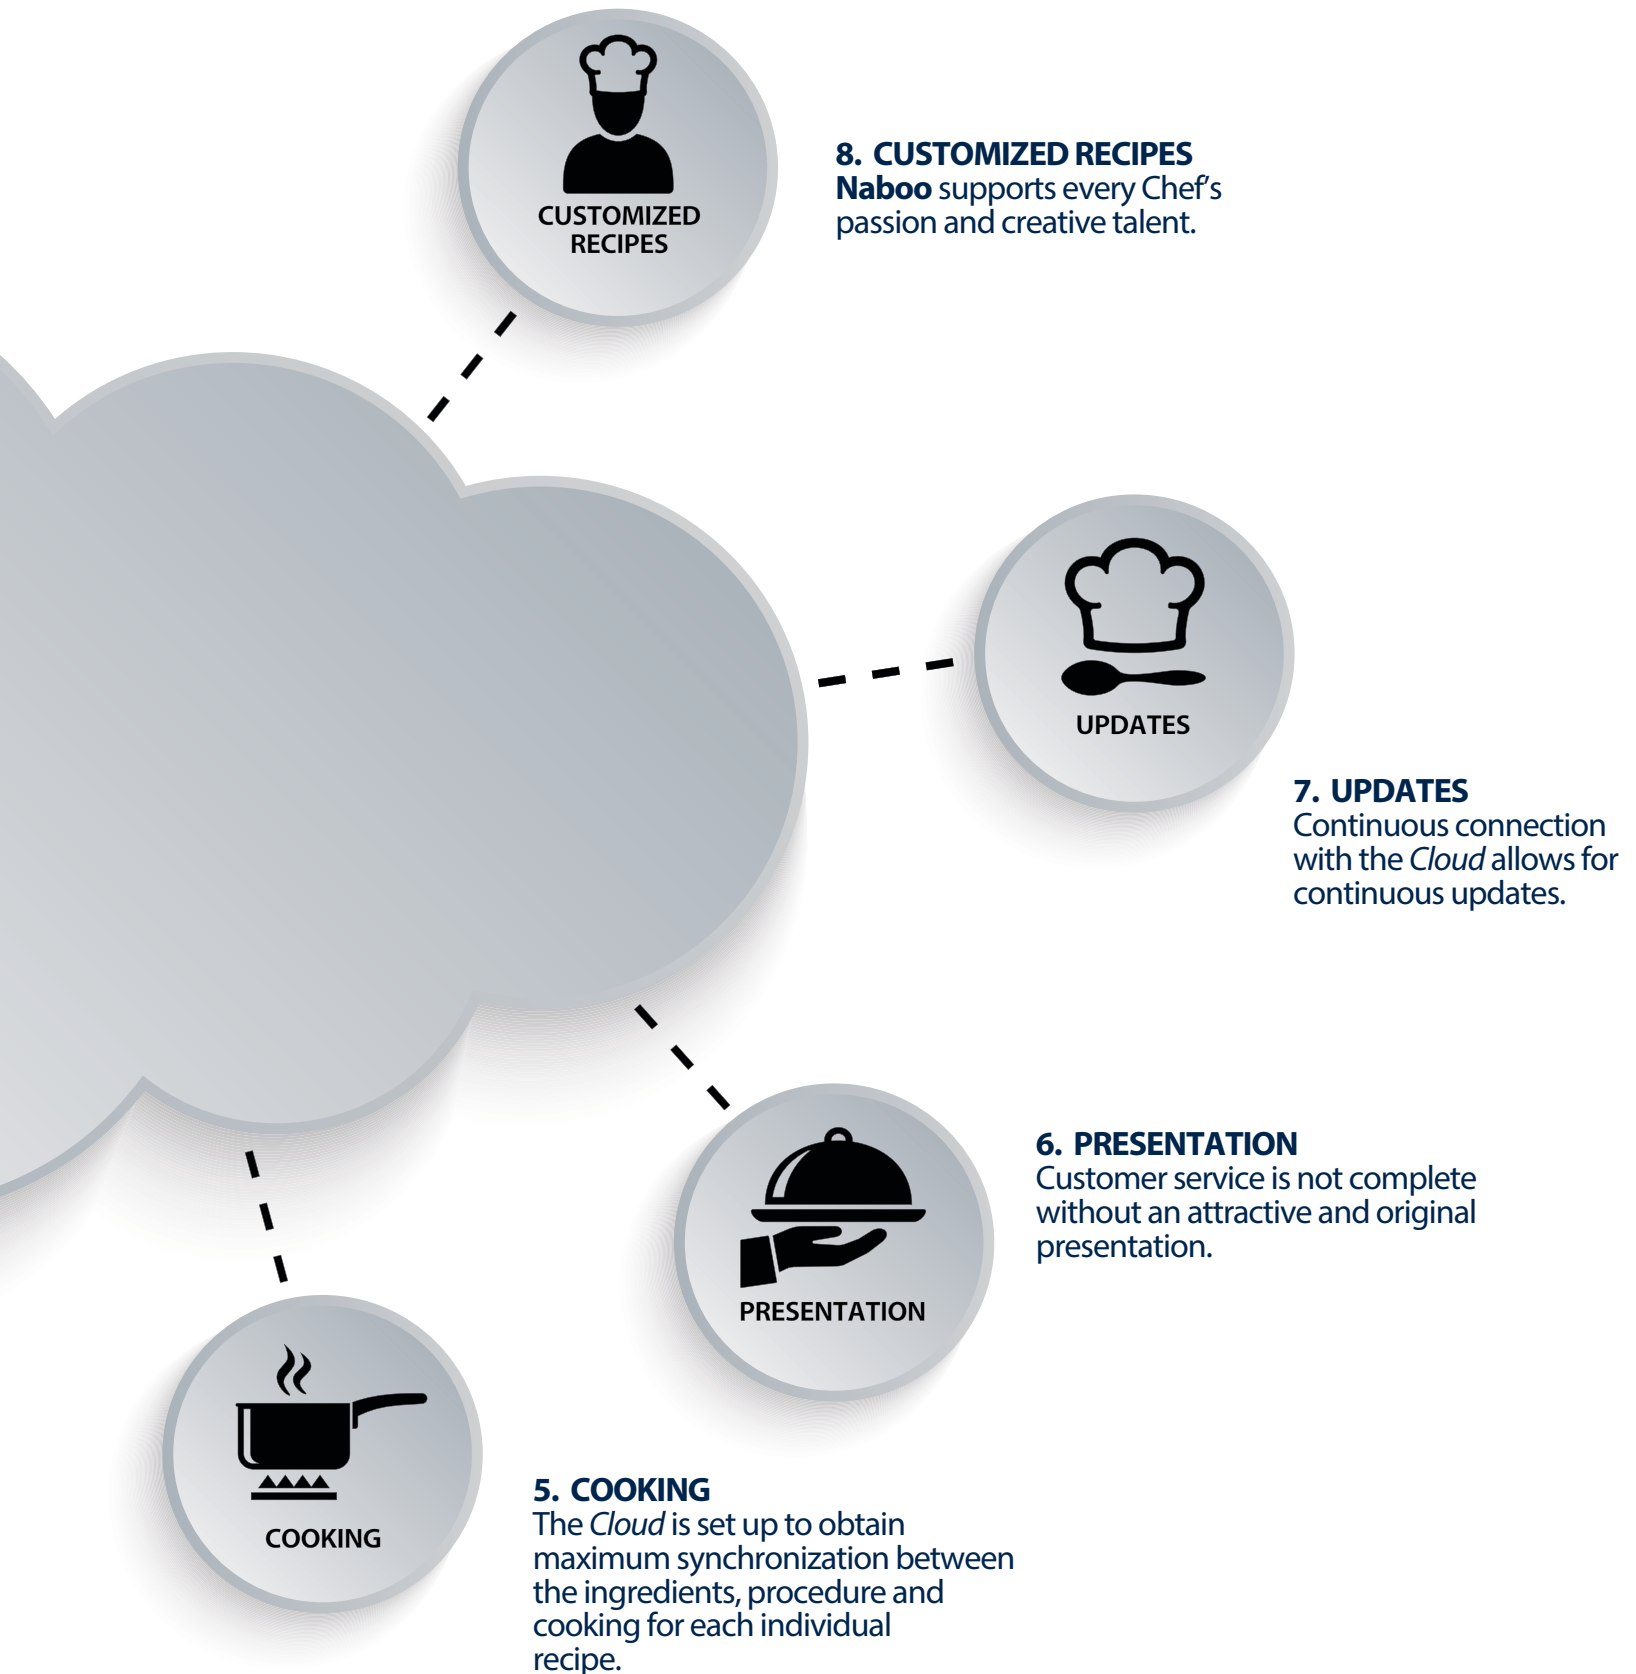 CUSTOMIZED
RECIPES
8. CUSTOMIZED RECIPES
Naboo supports every Chef's
passion and creative talent.
UPDATES
7. UPDATES
Continuous connection
with the Cloud allows for
continuous updates.
PRESENTATION
6. PRESENTATION
Customer service is not complete
without an attractive and original
presentation.
COOKING
5. COOKING
The Cloud is set up to obtain
maximum synchronization between
the ingredients, procedure and
cooking for each individual
recipe.